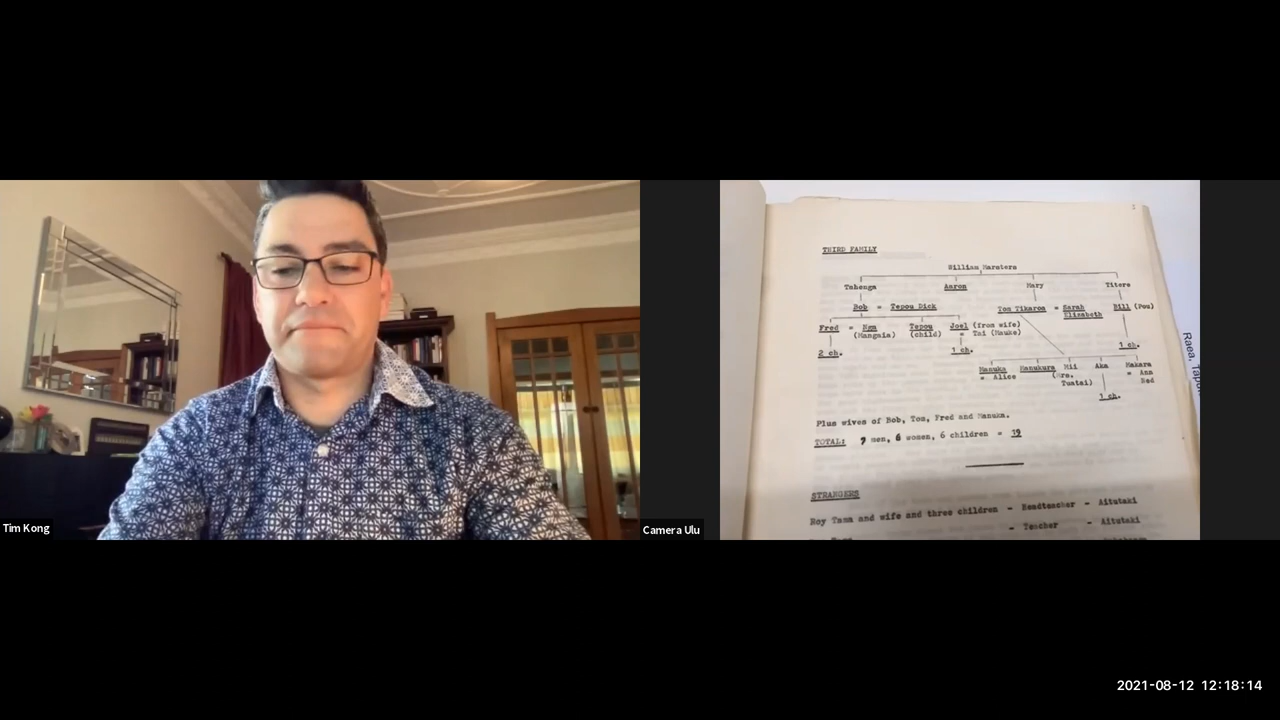 THIRD FAMILY
William Marsters
Tuhenga Aaron Mary Titere
Bob = Tepou Dick Tom Tikaroa = Sarah Elizabeth Bill (Pou)
Fred = Nga (Mangaia) Tepou (child) Joel (from wife) = Tai (Mauke)
2 ch. 1 ch. 1 ch.
Manuka = Alice Manukura Mii (Mrs. Tuatai) Aka Makara = Ann Bed
1 ch.
Plus wives of Bob, Tom, Fred and Manuka.
TOTAL: 7 men, 6 women, 6 children = 19
STRANGERS
Roy Tama and wife and three children - Headteacher - Aitutaki
- Teacher - Aitutaki
Raea,
Tim Kong
Camera Ulu
2021-08-12 12:18:14